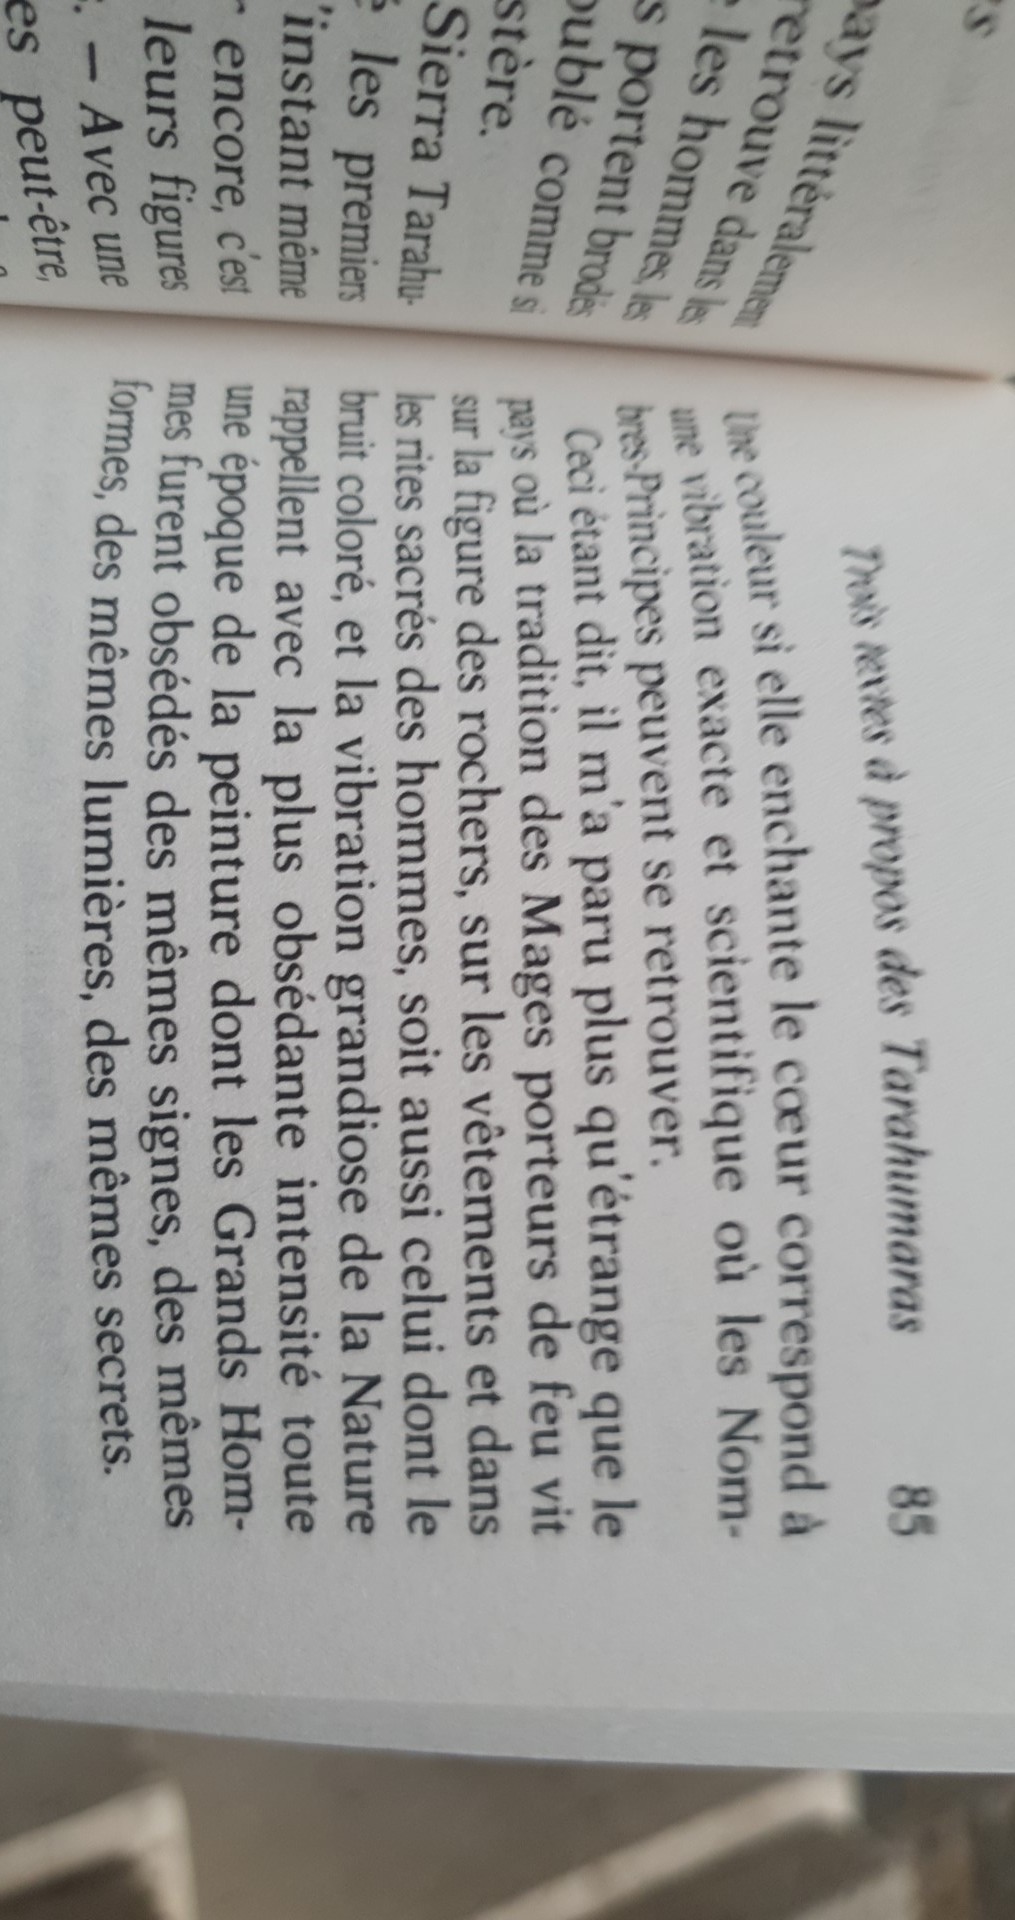 pays littéralement
retrouve dans les
les hommes, les
s portent brodés
oublé comme si
stère.
Sierra Tarahu-
é les premiers
'instant même
encore, c'est
leurs figures
. — Avec une
es peut-être,
Trois textes à propos des Tarahumaras 85
Une couleur si elle enchante le cœur correspond à
une vibration exacte et scientifique où les Nom-
bres-Principes peuvent se retrouver.
Ceci étant dit, il m'a paru plus qu'étrange que le
pays où la tradition des Mages porteurs de feu vit
sur la figure des rochers, sur les vêtements et dans
les rites sacrés des hommes, soit aussi celui dont le
bruit coloré, et la vibration grandiose de la Nature
rappellent avec la plus obsédante intensité toute
une époque de la peinture dont les Grands Hom-
mes furent obsédés des mêmes signes, des mêmes
formes, des mêmes lumières, des mêmes secrets.